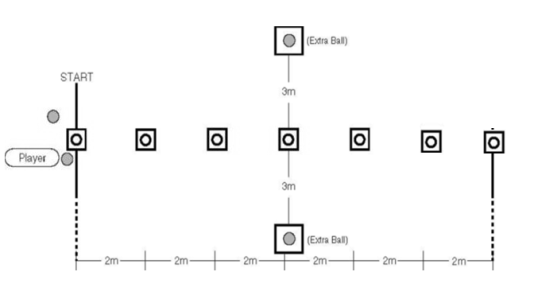 (Extra Ball)
START
3m
Player
3m
(Extra Ball)
2m 2m 2m 2m 2m 2m